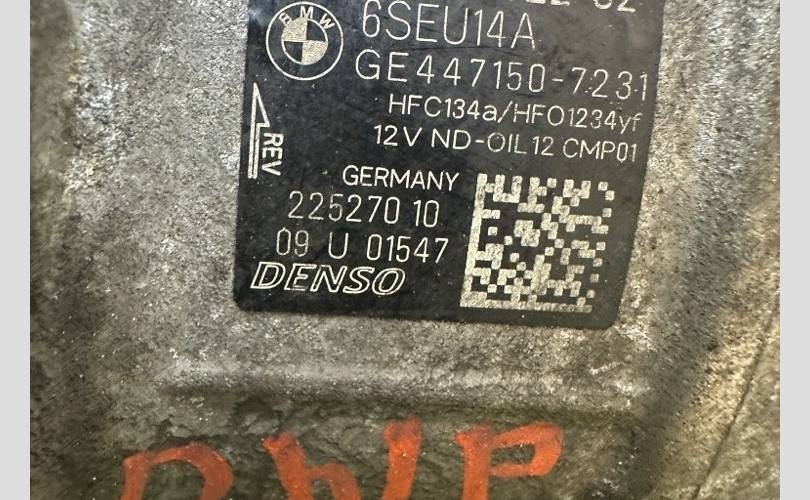 BMW
6SEU14A
GE447150-7231
HFC134a/HFO1234yf
12V ND-OIL12 CMP01
REV
GERMANY
22527010
09 U 01547
DENSO